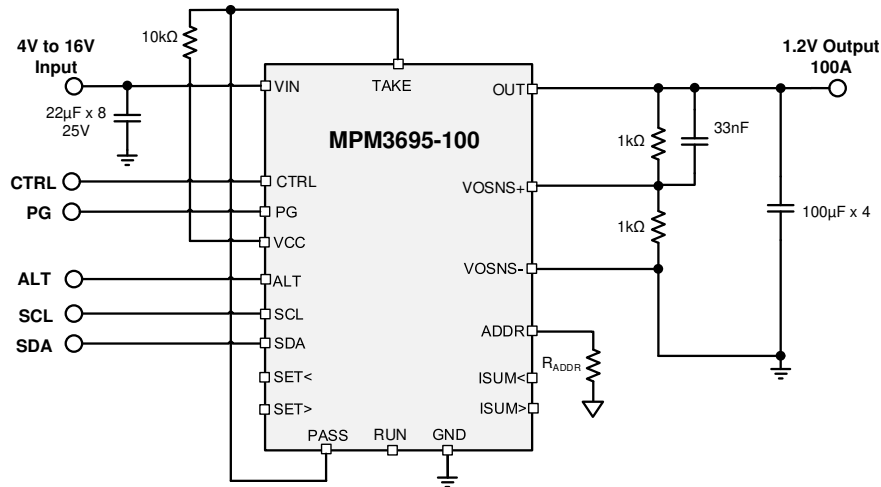 10kΩ
4V to 16V
Input
1.2V Output
100A
VIN
TAKE
OUT
22µF x 8
25V
MPM3695-100
1kΩ
33nF
CTRL
CTRL
VOSNS+
PG
PG
1kΩ
100µF x 4
VCC
VOSNS-
ALT
ALT
SCL
SCL
ADDR
SDA
SDA
RADDR
SET<
ISUM<
SET>
ISUM>
PASS
RUN
GND